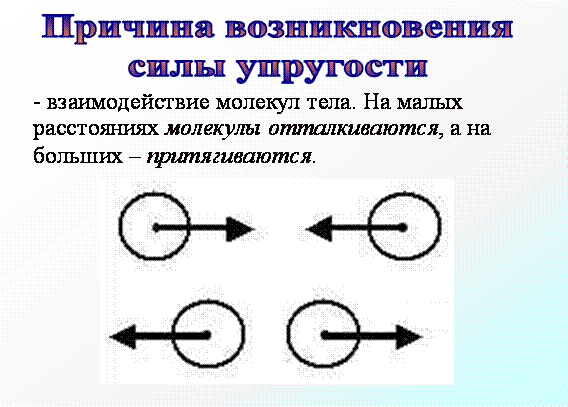 Причина возникновения
силы упругости
- взаимодействие молекул тела. На малых
расстояниях молекулы отталкиваются, а на
больших – притягиваются.